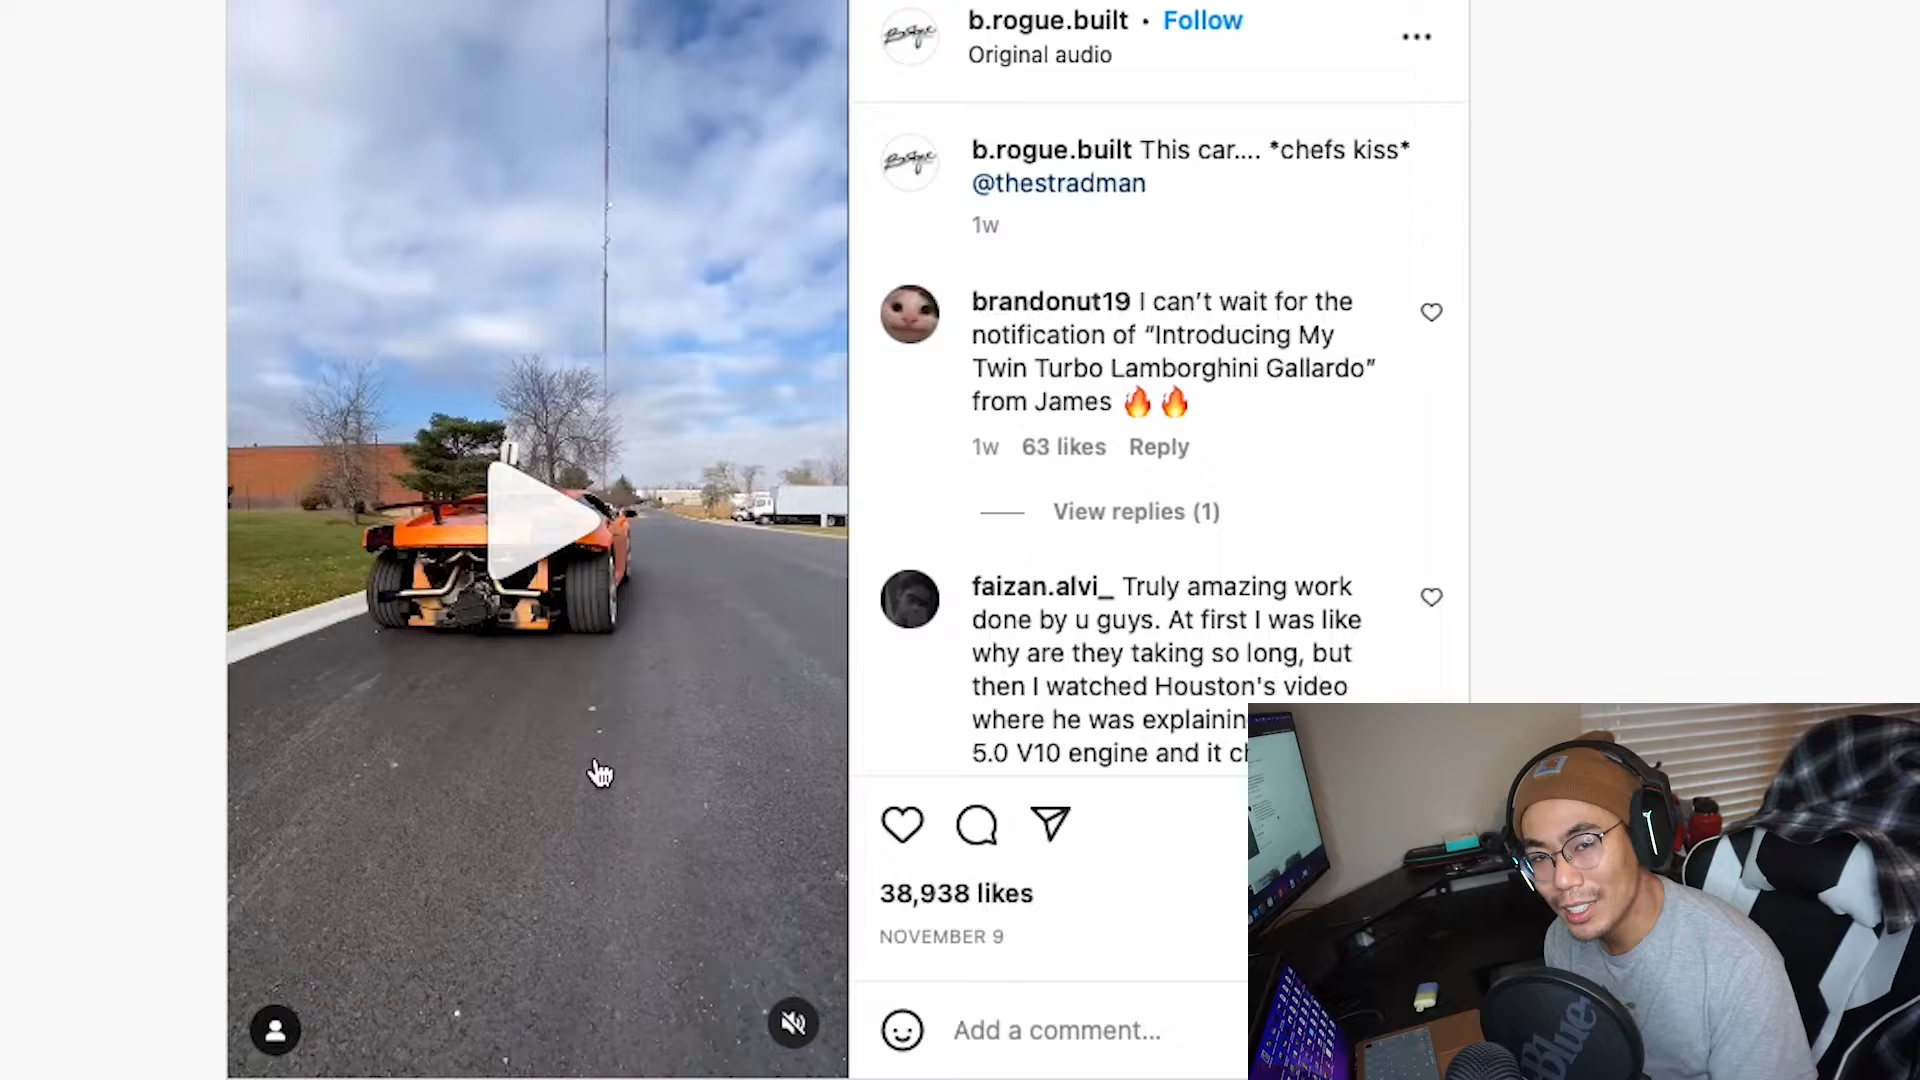 b.rogue.built • Follow
Original audio
b.rogue.built This car.... *chefs kiss*
@thestradman
1w
brandonut19 I can’t wait for the
notification of “Introducing My
Twin Turbo Lamborghini Gallardo”
from James 🔥🔥
1w 63 likes Reply
View replies (1)
faizan.alvi_ Truly amazing work
done by u guys. At first I was like
why are they taking so long, but
then I watched Houston's video
where he was explainin
5.0 V10 engine and it
38,938 likes
NOVEMBER 9
Add a comment...
Blue